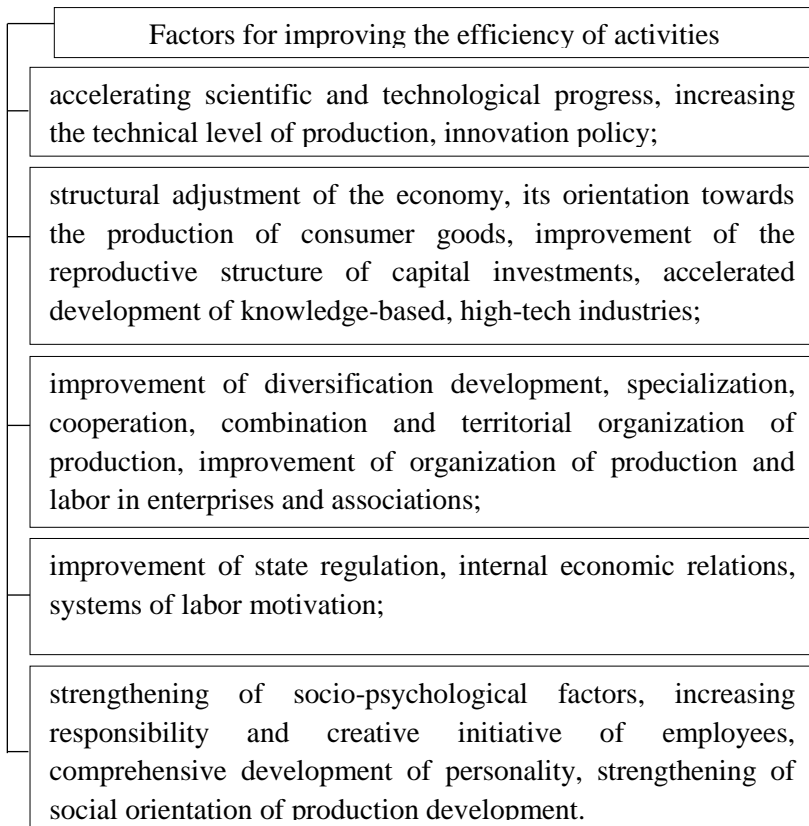 Factors for improving the efficiency of activities
accelerating scientific and technological progress, increasing
the technical level of production, innovation policy;
structural adjustment of the economy, its orientation towards
the production of consumer goods, improvement of the
reproductive structure of capital investments, accelerated
development of knowledge-based, high-tech industries;
improvement of diversification development, specialization,
cooperation, combination and territorial organization of
production, improvement of organization of production and
labor in enterprises and associations;
improvement of state regulation, internal economic relations,
systems of labor motivation;
strengthening of socio-psychological factors, increasing
responsibility and creative initiative of employees,
comprehensive development of personality, strengthening of
social orientation of production development.